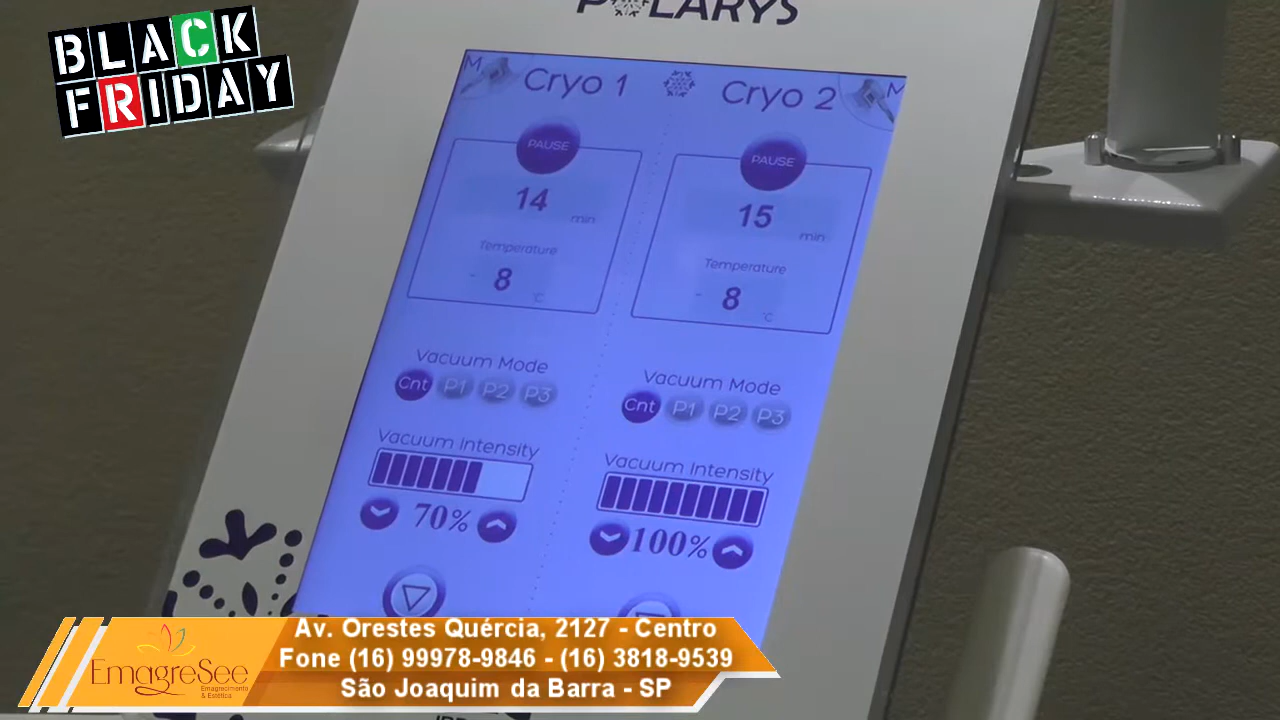 BLACK
FRIDAY
POLARYS
M Cryo 1 Cryo 2 M
PAUSE PAUSE
14 min 15 min
Temperature Temperature
- 8 °C - 8 °C
Vacuum Mode Vacuum Mode
Cnt P1 P2 P3 Cnt P1 P2 P3
Vacuum Intensity Vacuum Intensity
70% 100%
EmagreSee
Emagrecimento
& Estética
Av. Orestes Quércia, 2127 - Centro
Fone (16) 99978-9846 - (16) 3818-9539
São Joaquim da Barra - SP